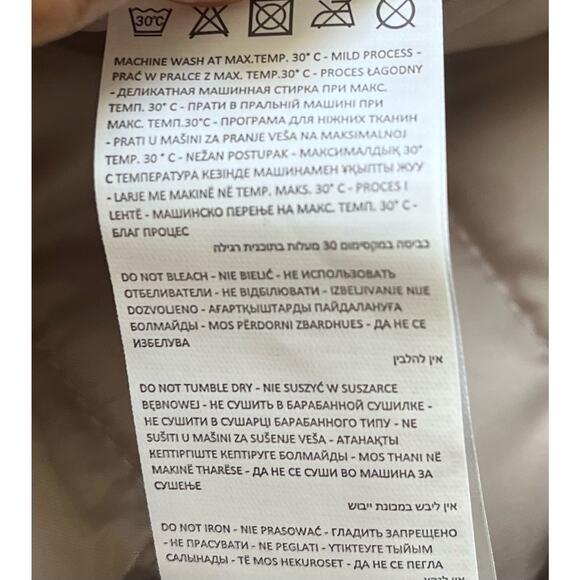 30°C
MACHINE WASH AT MAX.TEMP. 30° C - MILD PROCESS -
PRAĆ W PRALCE Z MAX. TEMP.30° C - PROCES ŁAGODNY
- ДЕЛИКАТНАЯ МАШИННАЯ СТИРКА ПРИ МАКС.
ТЕМП. 30° C - ПРАТИ В ПРАЛЬНІЙ МАШИНІ ПРИ
МАКС. ТЕМП.30°C - ПРОГРАМА ДЛЯ НІЖНИХ ТКАНИН
- PRATI U MAŠINI ZA PRANJE VEŠA NA MAKSIMALNOJ
TEMP. 30 ° C - NEŽAN POSTUPAK - МАКСИМАЛДЫҚ 30°
С ТЕМПЕРАТУРА КЕЗІНДЕ МАШИНАМЕН ҰҚЫПТЫ ЖУУ
- LARJE ME MAKINË NË TEMP. MAKS. 30° C - PROCES I
LEHTË - МАШИНСКО ПЕРЕЊЕ НА МАКС. ТЕМП. 30° C -
БЛАГ ПРОЦЕС
כביסה במקסימום 30 מעלות בתוכנית רגילה
DO NOT BLEACH - NIE BIELIĆ - НЕ ИСПОЛЬЗОВАТЬ
ОТБЕЛИВАТЕЛИ - НЕ ВІДБІЛЮВАТИ - IZBELJIVANJE NIJE
DOZVOLJENO - АҒАРТҚЫШТАРДЫ ПАЙДАЛАНУҒА
БОЛМАЙДЫ - MOS PËRDORNI ZBARDHUES - ДА НЕ СЕ
ИЗБЕЛУВА
אין להלבין
DO NOT TUMBLE DRY - NIE SUSZYĆ W SUSZARCE
BĘBNOWEJ - НЕ СУШИТЬ В БАРАБАННОЙ СУШИЛКЕ -
НЕ СУШИТИ В СУШАРЦІ БАРАБАННОГО ТИПУ - NE
SUŠITI U MAŠINI ZA SUŠENJE VEŠA - АТАНАҚТЫ
КЕПТІРГІШТЕ КЕПТІРУГЕ БОЛМАЙДЫ - MOS THANI NË
MAKINË THARËSE - ДА НЕ СЕ СУШИ ВО МАШИНА ЗА
СУШЕЊЕ
אין ליבש במכונת ייבוש
DO NOT IRON - NIE PRASOWAĆ - ГЛАДИТЬ ЗАПРЕЩЕНО
- НЕ ПРАСУВАТИ - NE PEGLATI - ҮТІКТЕУГЕ ТЫЙЫМ
САЛЫНАДЫ - TË MOS HEKUROSET - ДА НЕ СЕ ПЕГЛА